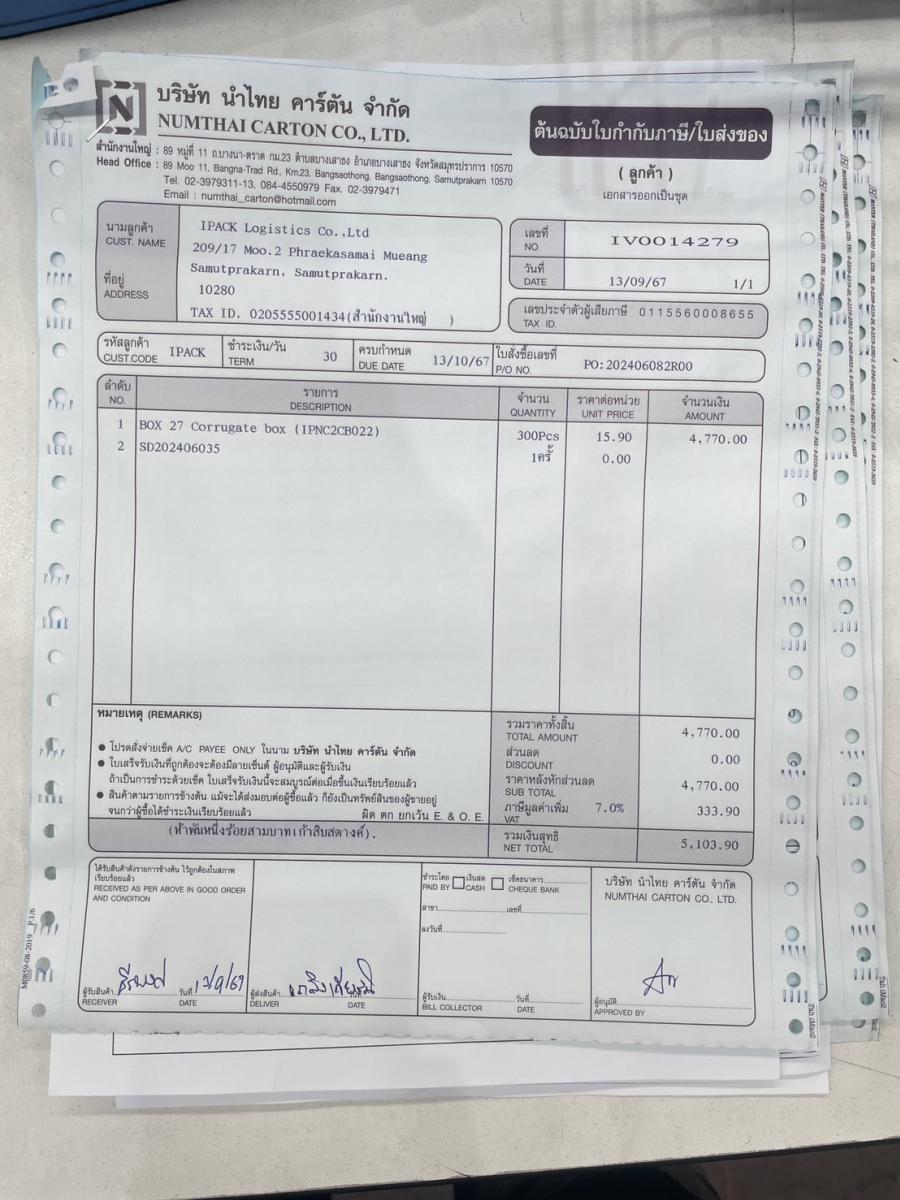 N
บริษัท นำไทย คาร์ตัน จำกัด
NUMTHAI CARTON CO., LTD.
สำนักงานใหญ่ : 89 หมู่ที่ 11 ถ.บางนา-ตราด กม.23 ตำบลบางเสาธง อำเภอบางเสาธง จังหวัดสมุทรปราการ 10570
Head Office : 89 Moo 11, Bangna-Trad Rd., Km.23, Bangsaothong, Bangsaothong, Samutprakarn 10570
Tel. 02-3979311-13, 084-4550979 Fax. 02-3979471
Email : numthai_carton@hotmail.com
ต้นฉบับใบกำกับภาษี/ใบส่งของ
( ลูกค้า )
เอกสารออกเป็นชุด
นามลูกค้า IPACK Logistics Co.,Ltd
CUST. NAME 209/17 Moo.2 Phraekasamai Mueang
Samutprakarn, Samutprakarn.
ที่อยู่ 10280
ADDRESS
TAX ID. 0205555001434(สำนักงานใหญ่ )
เลขที่ IV0014279
NO.
วันที่ 13/09/67 1/1
DATE
เลขประจำตัวผู้เสียภาษี 0115560008655
TAX ID.
รหัสลูกค้า IPACK ชำระเงิน/วัน 30 ครบกำหนด 13/10/67 ใบสั่งซื้อเลขที่ PO:202406082R00
CUST.CODE TERM DUE DATE P/O NO.
ลำดับ รายการ จำนวน ราคาต่อหน่วย จำนวนเงิน
NO. DESCRIPTION QUANTITY UNIT PRICE AMOUNT
1 BOX 27 Corrugate box (IPNC2CB022) 300Pcs 15.90 4,770.00
2 SD202406035 1ครั้ 0.00
หมายเหตุ (REMARKS)
● โปรดสั่งจ่ายเช็ค A/C PAYEE ONLY ในนาม บริษัท นำไทย คาร์ตัน จำกัด
● ใบเสร็จรับเงินที่ถูกต้องจะต้องมีลายเซ็นต์ ผู้อนุมัติและผู้รับเงิน
ถ้าเป็นการชำระด้วยเช็ค ใบเสร็จรับเงินนี้จะสมบูรณ์ต่อเมื่อขึ้นเงินเรียบร้อยแล้ว
● สินค้าตามรายการข้างต้น แม้จะได้ส่งมอบต่อผู้ซื้อแล้ว ก็ยังเป็นทรัพย์สินของผู้ขายอยู่
จนกว่าผู้ซื้อได้ชำระเงินเรียบร้อยแล้ว ผิด ตก ยกเว้น E. & O. E.
รวมราคาทั้งสิ้น 4,770.00
TOTAL AMOUNT
ส่วนลด 0.00
DISCOUNT
ราคาหลังหักส่วนลด 4,770.00
SUB TOTAL
ภาษีมูลค่าเพิ่ม 7.0% 333.90
VAT
(ห้าพันหนึ่งร้อยสามบาทเก้าสิบสตางค์).
รวมเงินสุทธิ 5,103.90
NET TOTAL
ได้รับสินค้าดังรายการข้างต้น ไว้ถูกต้องในสภาพ
เรียบร้อยแล้ว
RECEIVED AS PER ABOVE IN GOOD ORDER
AND CONDITION
ผู้รับสินค้า วันที่ 13/9/67
RECEIVER DATE
ผู้ส่งสินค้า วันที่
DELIVER DATE
ชำระโดย เงินสด เช็คธนาคาร
PAID BY CASH CHEQUE BANK
สาขา เลขที่
ลงวันที่
ผู้รับเงิน วันที่
BILL COLLECTOR DATE
บริษัท นำไทย คาร์ตัน จำกัด
NUMTHAI CARTON CO., LTD.
ผู้อนุมัติ
APPROVED BY
M0859-08-2019 P.1/6